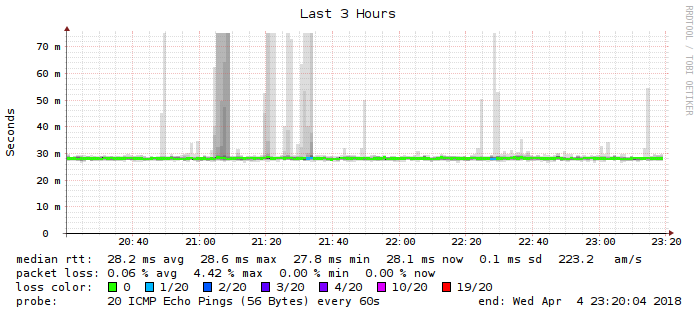 Last 3 Hours
RRDTOOL / TOBI OETIKER
Seconds
70 m
60 m
50 m
40 m
30 m
20 m
10 m
0
20:40 21:00 21:20 21:40 22:00 22:20 22:40 23:00 23:20
median rtt: 28.2 ms avg 28.6 ms max 27.8 ms min 28.1 ms now 0.1 ms sd 223.2 am/s
packet loss: 0.06 % avg 4.42 % max 0.00 % min 0.00 % now
loss color: 0 1/20 2/20 3/20 4/20 10/20 19/20
probe: 20 ICMP Echo Pings (56 Bytes) every 60s end: Wed Apr 4 23:20:04 2018